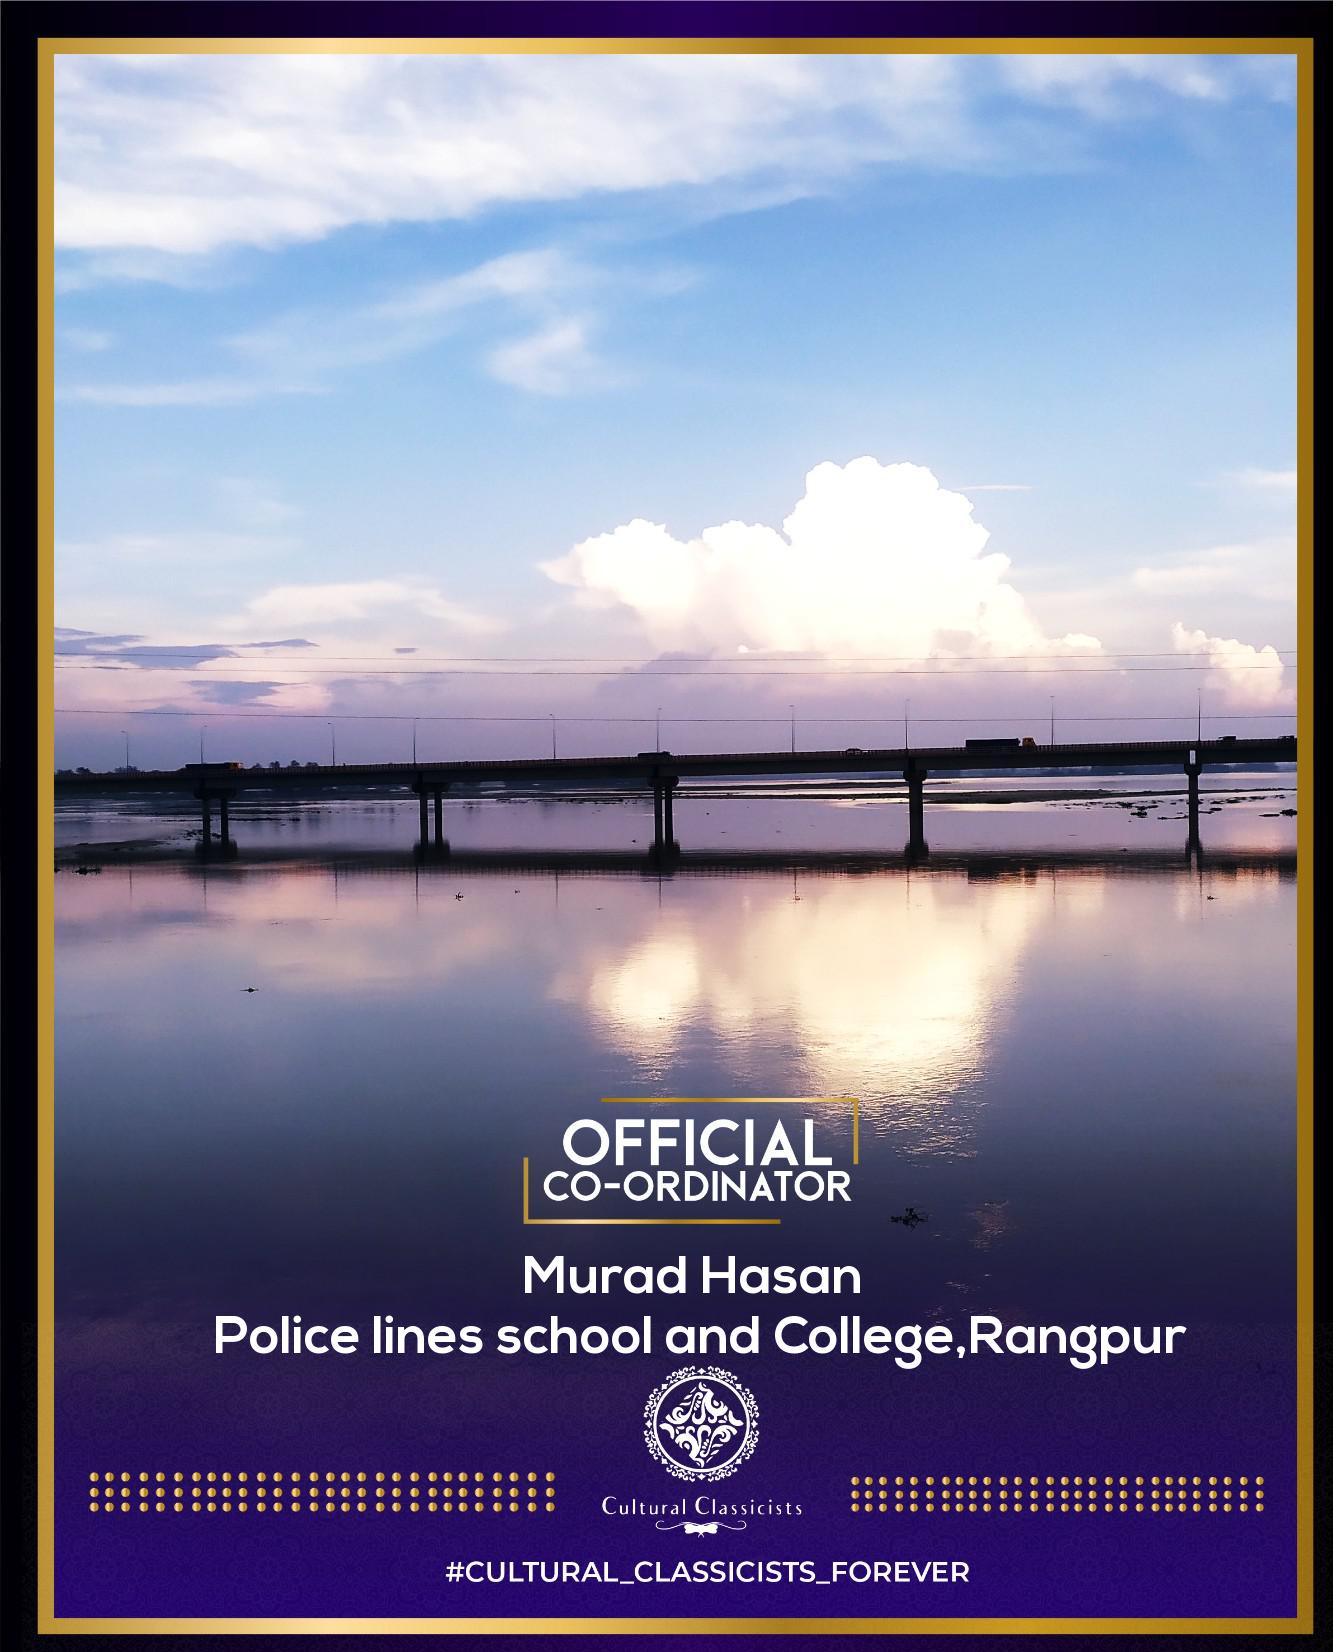 OFFICIAL
CO-ORDINATOR
Murad Hasan
Police lines school and College,Rangpur
Cultural Classicists
#CULTURAL_CLASSICISTS_FOREVER